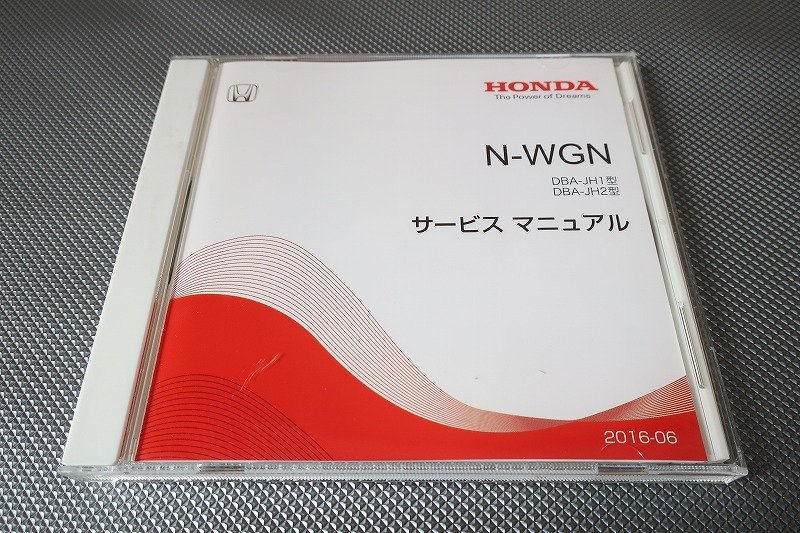 HONDA
The Power of Dreams
N-WGN
DBA-JH1型
DBA-JH2型
サービス マニュアル
2016-06